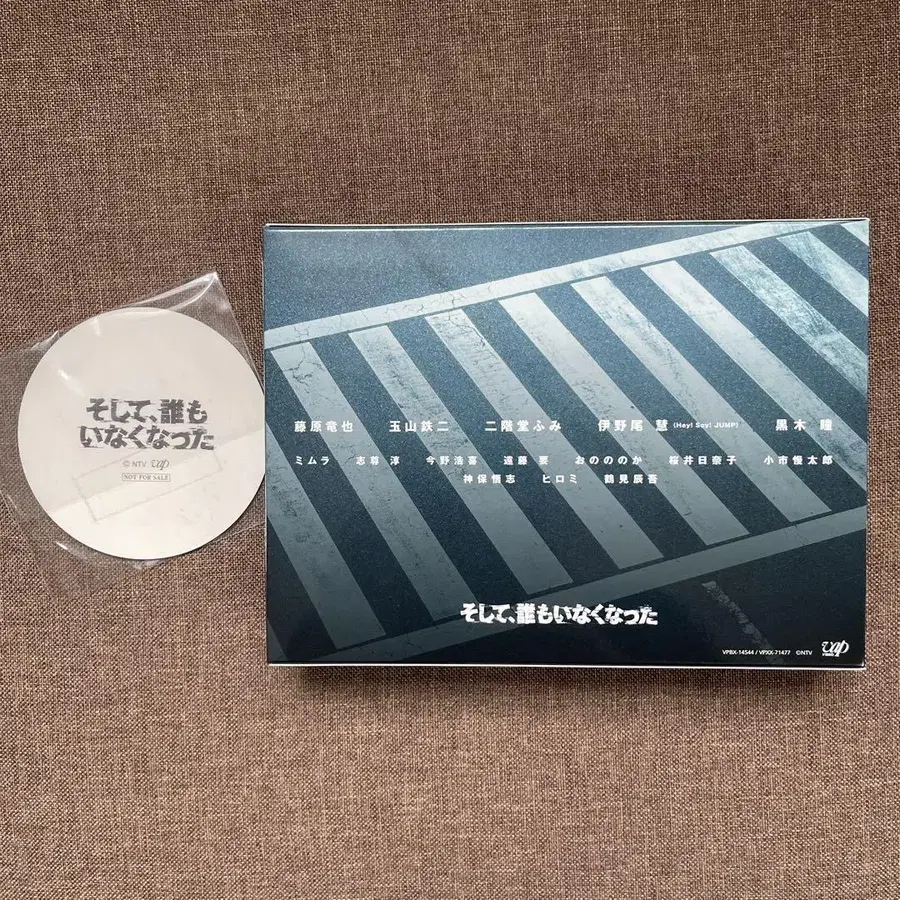 そして、誰も
いなくなった
© NTV vap
NOT FOR SALE
藤原竜也 玉山鉄二 二階堂ふみ 伊野尾 慧 (Hey! Say! JUMP) 黒木 瞳
ミムラ 志尊 淳 今野浩喜 遠藤 要 おのののか 桜井日奈子 小市慢太郎
神保悟志 ヒロミ 鶴見辰吾
そして、誰もいなくなった
VPBX-14544 / VPXX-71477 ©NTV vap